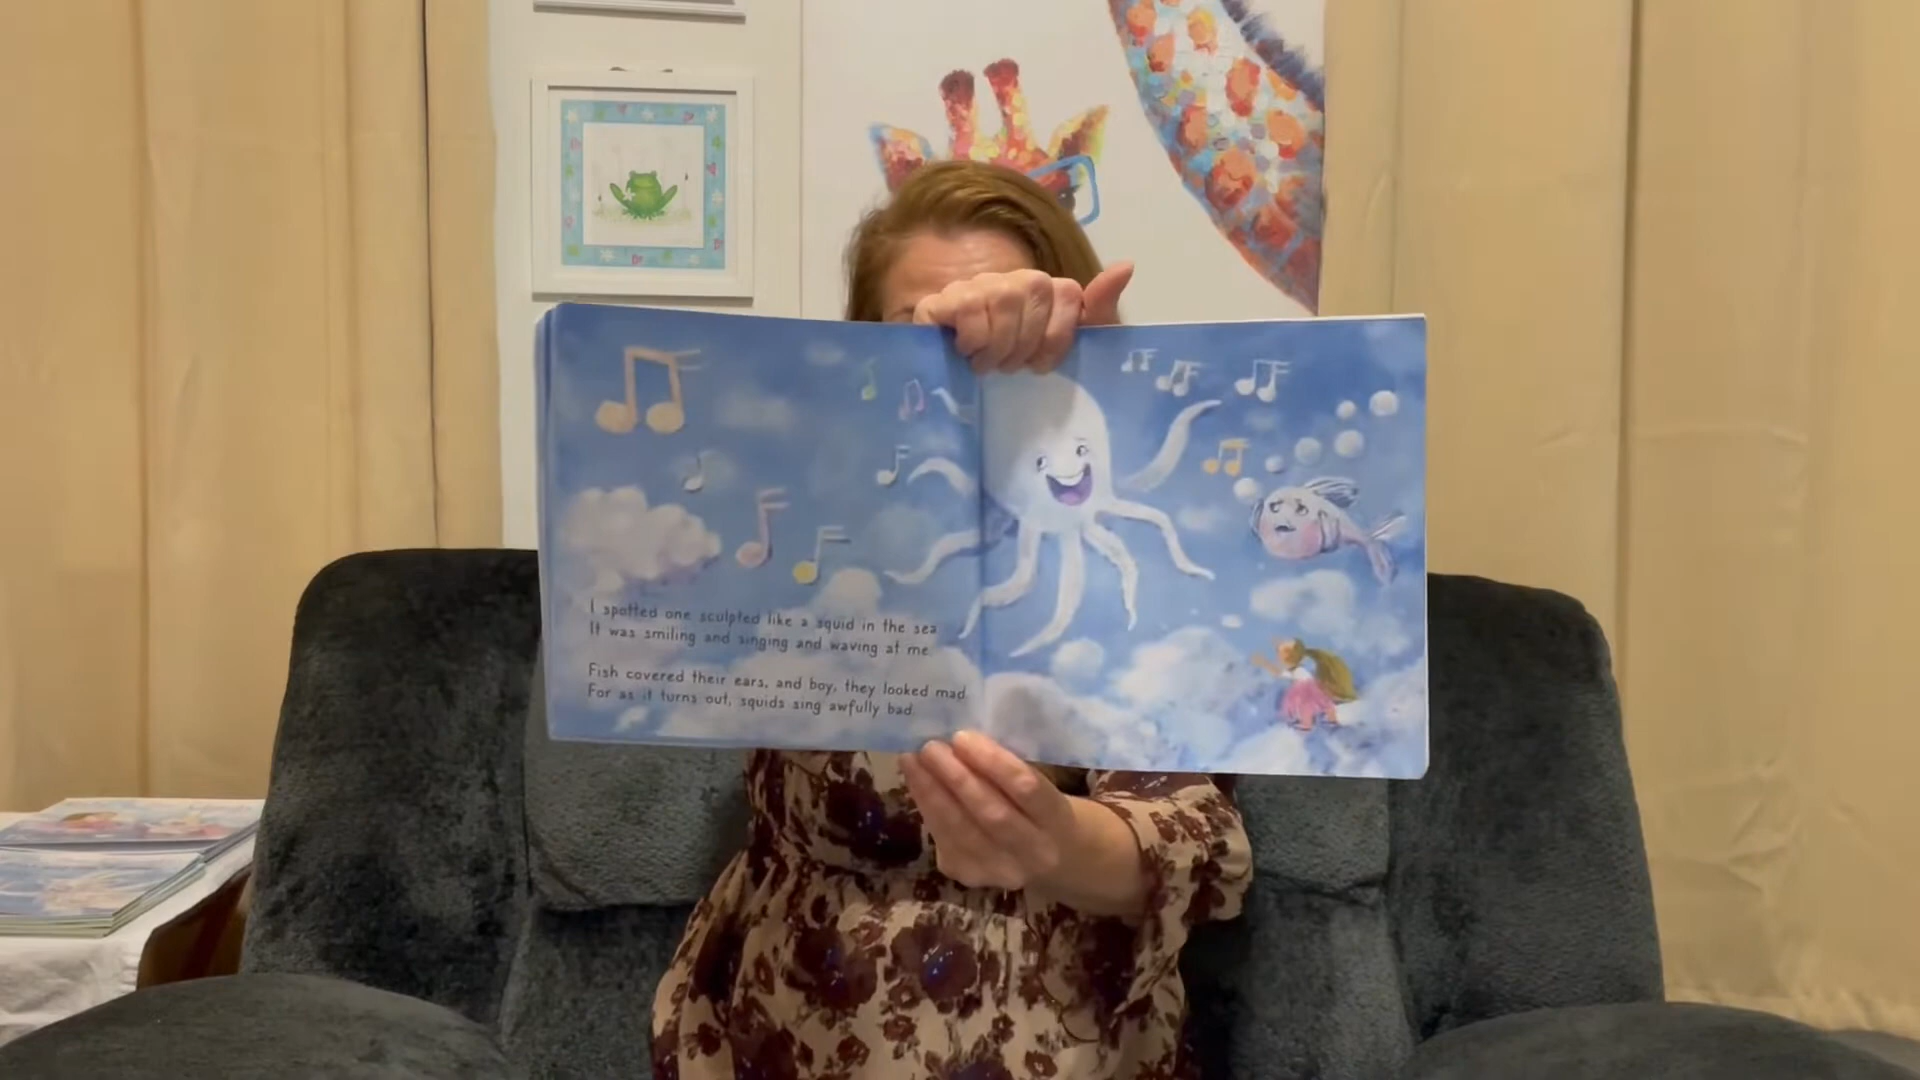 I spotted one sculpted like a squid in the sea
It was smiling and singing and waving at me.
Fish covered their ears, and boy, they looked mad.
For as it turns out, squids sing awfully bad.